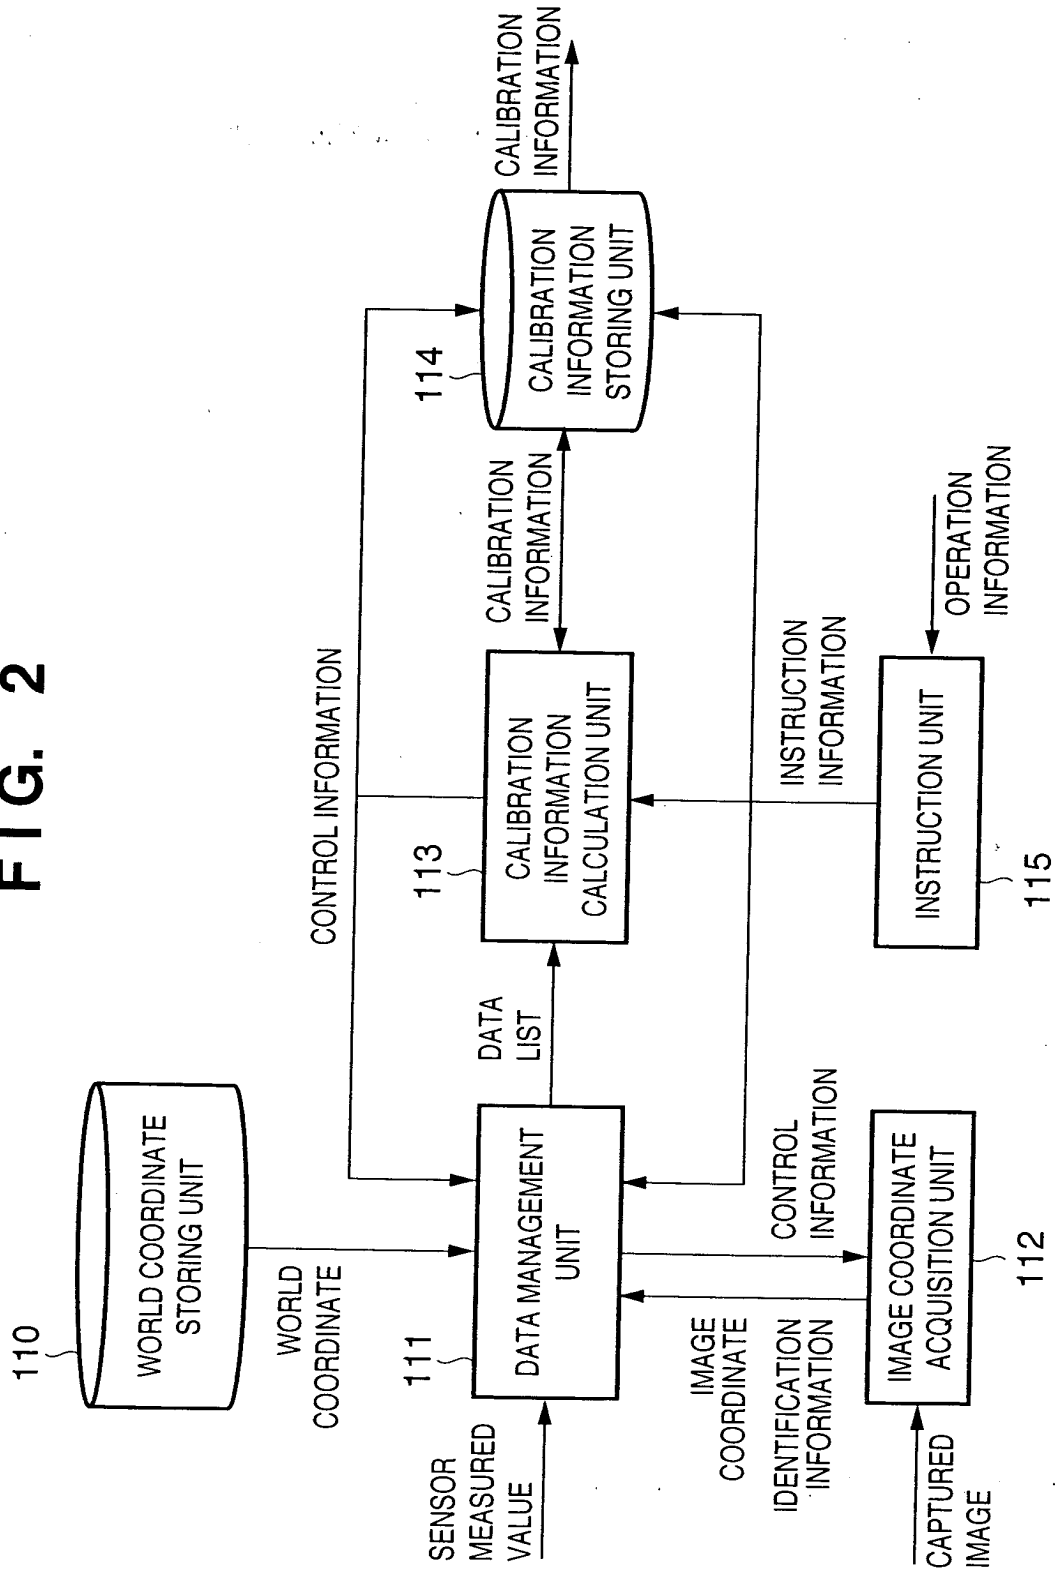 FIG. 2
110
WORLD COORDINATE
STORING UNIT
WORLD
COORDINATE
CONTROL INFORMATION
SENSOR
MEASURED
VALUE
111
DATA MANAGEMENT
UNIT
DATA
LIST
113
CALIBRATION
INFORMATION
CALCULATION UNIT
CALIBRATION
INFORMATION
114
CALIBRATION
INFORMATION
STORING UNIT
CALIBRATION
INFORMATION
IMAGE
COORDINATE
IDENTIFICATION
INFORMATION
CONTROL
INFORMATION
INSTRUCTION
INFORMATION
CAPTURED
IMAGE
IMAGE COORDINATE
ACQUISITION UNIT
112
INSTRUCTION UNIT
115
OPERATION
INFORMATION